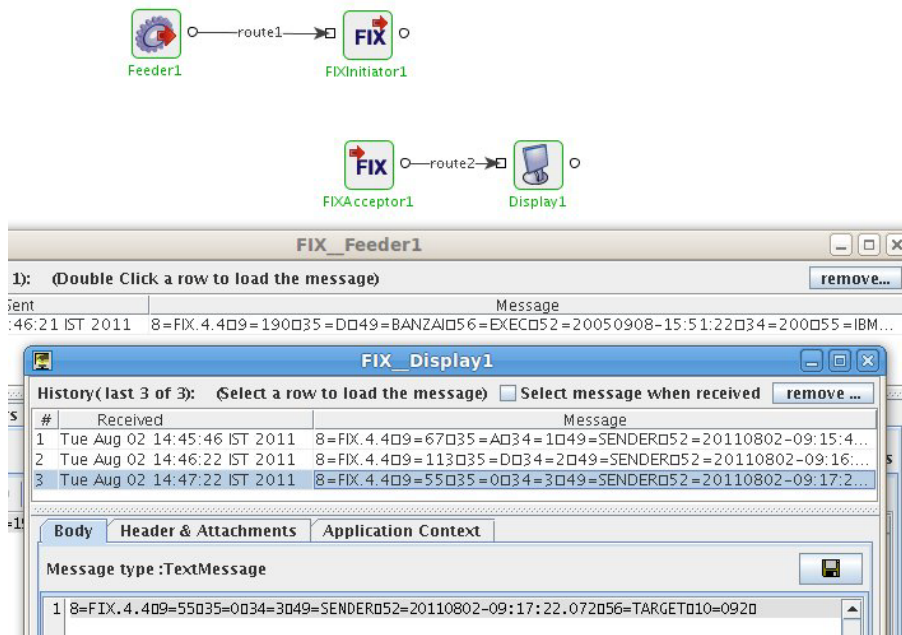 route1
FIX
Feeder1
FIXInitiator1
FIX
route2
FIXAcceptor1
Display1
FIX__Feeder1
1): (Double Click a row to load the message)
remove...
Sent
Message
:46:21 IST 2011 8=FIX.4.4□9=190□35=D□49=BANZAI□56=EXEC□52=20050908-15:51:22□34=200□55=IBM...
FIX__Display1
History( last 3 of 3): (Select a row to load the message) Select message when received
remove ...
# Received Message
1 Tue Aug 02 14:45:46 IST 2011 8=FIX.4.4□9=67□35=A□34=1□49=SENDER□52=20110802-09:15:4...
2 Tue Aug 02 14:46:22 IST 2011 8=FIX.4.4□9=113□35=D□34=2□49=SENDER□52=20110802-09:16:...
3 Tue Aug 02 14:47:22 IST 2011 8=FIX.4.4□9=55□35=0□34=3□49=SENDER□52=20110802-09:17:2...
Body Header & Attachments Application Context
Message type :TextMessage
1 8=FIX.4.4□9=55□35=0□34=3□49=SENDER□52=20110802-09:17:22.072□56=TARGET□10=092□